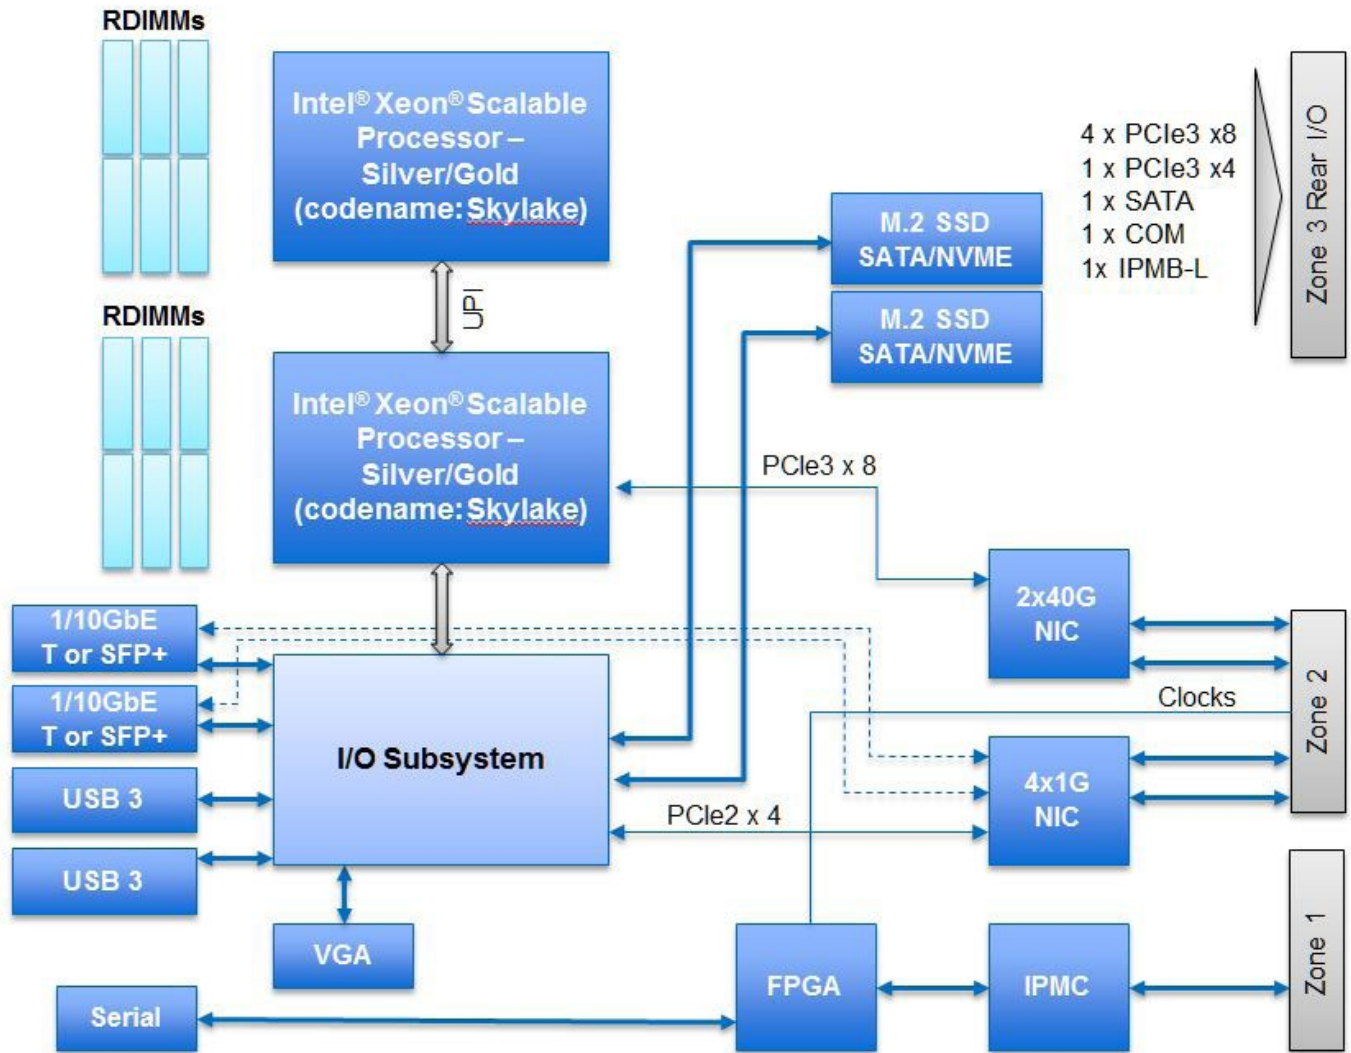 RDIMMs
Intel® Xeon® Scalable
Processor –
Silver/Gold
(codename: Skylake)
UPI
RDIMMs
Intel® Xeon® Scalable
Processor –
Silver/Gold
(codename: Skylake)
M.2 SSD
SATA/NVME
M.2 SSD
SATA/NVME
4 x PCIe3 x8
1 x PCIe3 x4
1 x SATA
1 x COM
1x IPMB-L
Zone 3 Rear I/O
PCIe3 x 8
2x40G
NIC
1/10GbE
T or SFP+
1/10GbE
T or SFP+
USB 3
USB 3
I/O Subsystem
Clocks
Zone 2
4x1G
NIC
PCIe2 x 4
VGA
Serial
FPGA
IPMC
Zone 1